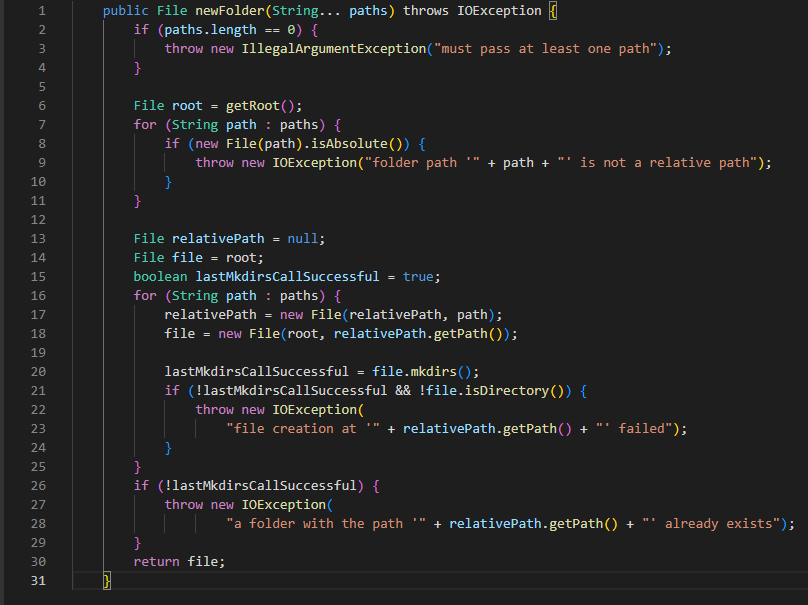 1 public File newFolder(String... paths) throws IOException {
2 if (paths.length == 0) {
3 throw new IllegalArgumentException("must pass at least one path");
4 }
5
6 File root = getRoot();
7 for (String path : paths) {
8 if (new File(path).isAbsolute()) {
9 throw new IOException("folder path '" + path + "' is not a relative path");
10 }
11 }
12
13 File relativePath = null;
14 File file = root;
15 boolean lastMkdirsCallSuccessful = true;
16 for (String path : paths) {
17 relativePath = new File(relativePath, path);
18 file = new File(root, relativePath.getPath());
19
20 lastMkdirsCallSuccessful = file.mkdirs();
21 if (!lastMkdirsCallSuccessful && !file.isDirectory()) {
22 throw new IOException(
23 "file creation at '" + relativePath.getPath() + "' failed");
24 }
25 }
26 if (!lastMkdirsCallSuccessful) {
27 throw new IOException(
28 "a folder with the path '" + relativePath.getPath() + "' already exists");
29 }
30 return file;
31 }